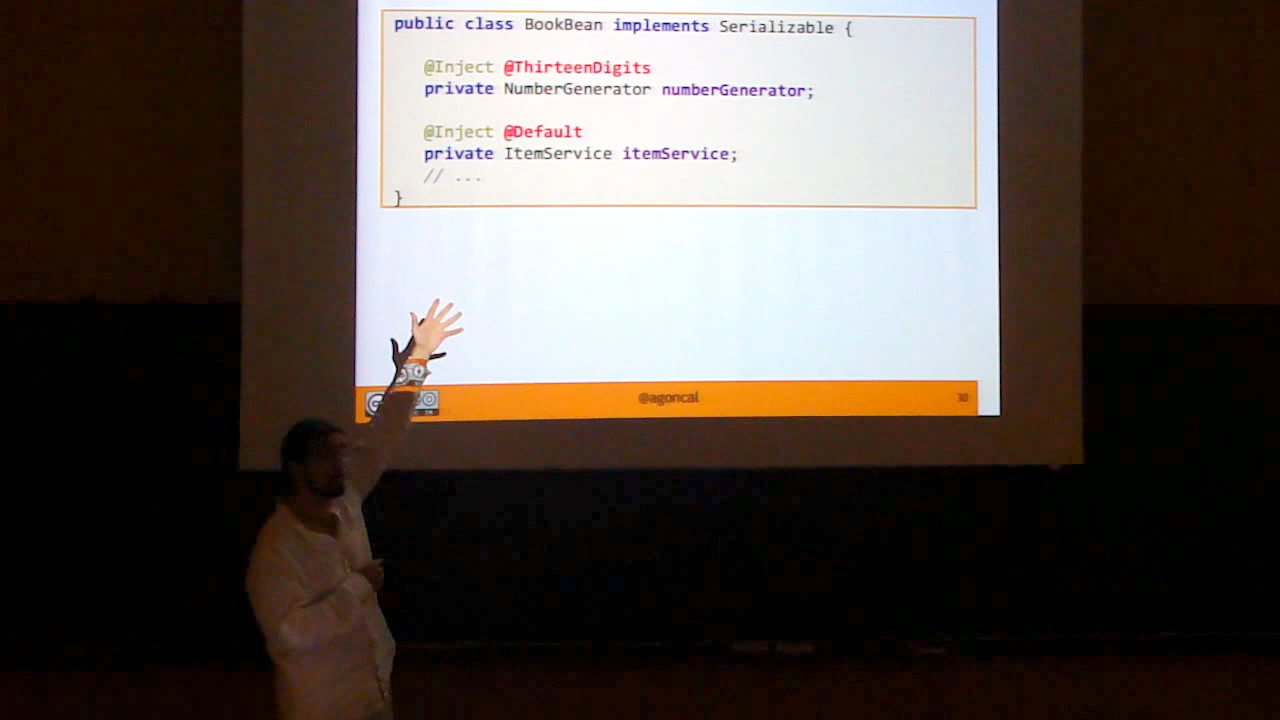 public class BookBean implements Serializable {
@Inject @ThirteenDigits
private NumberGenerator numberGenerator;
@Inject @Default
private ItemService itemService;
// ...
}
@agoncal
30